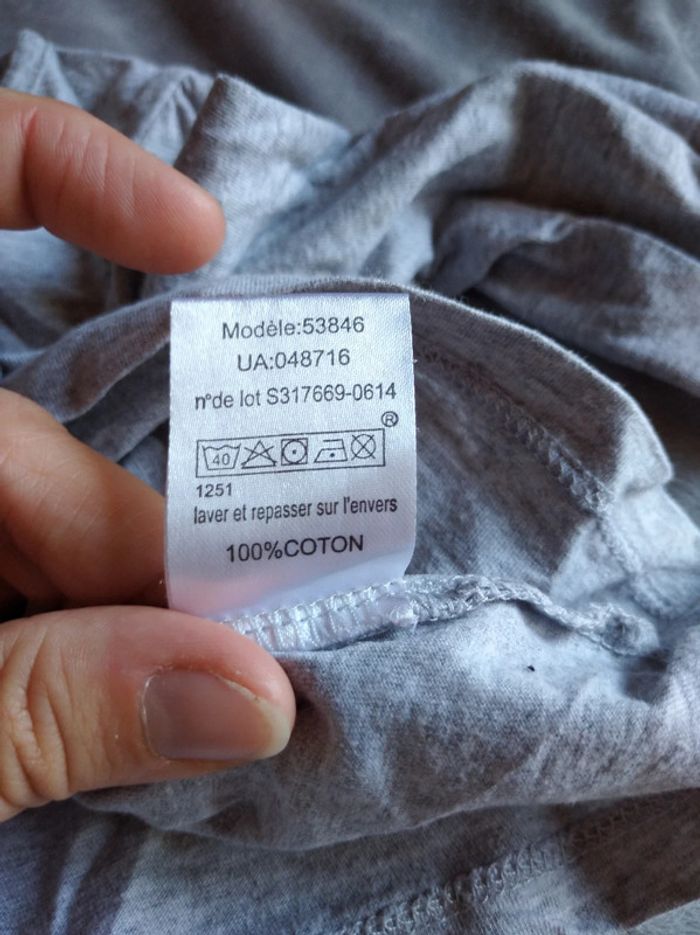 Modèle:53846
UA:048716
n°de lot S317669-0614
®
40
1251
laver et repasser sur l'envers
100%COTON